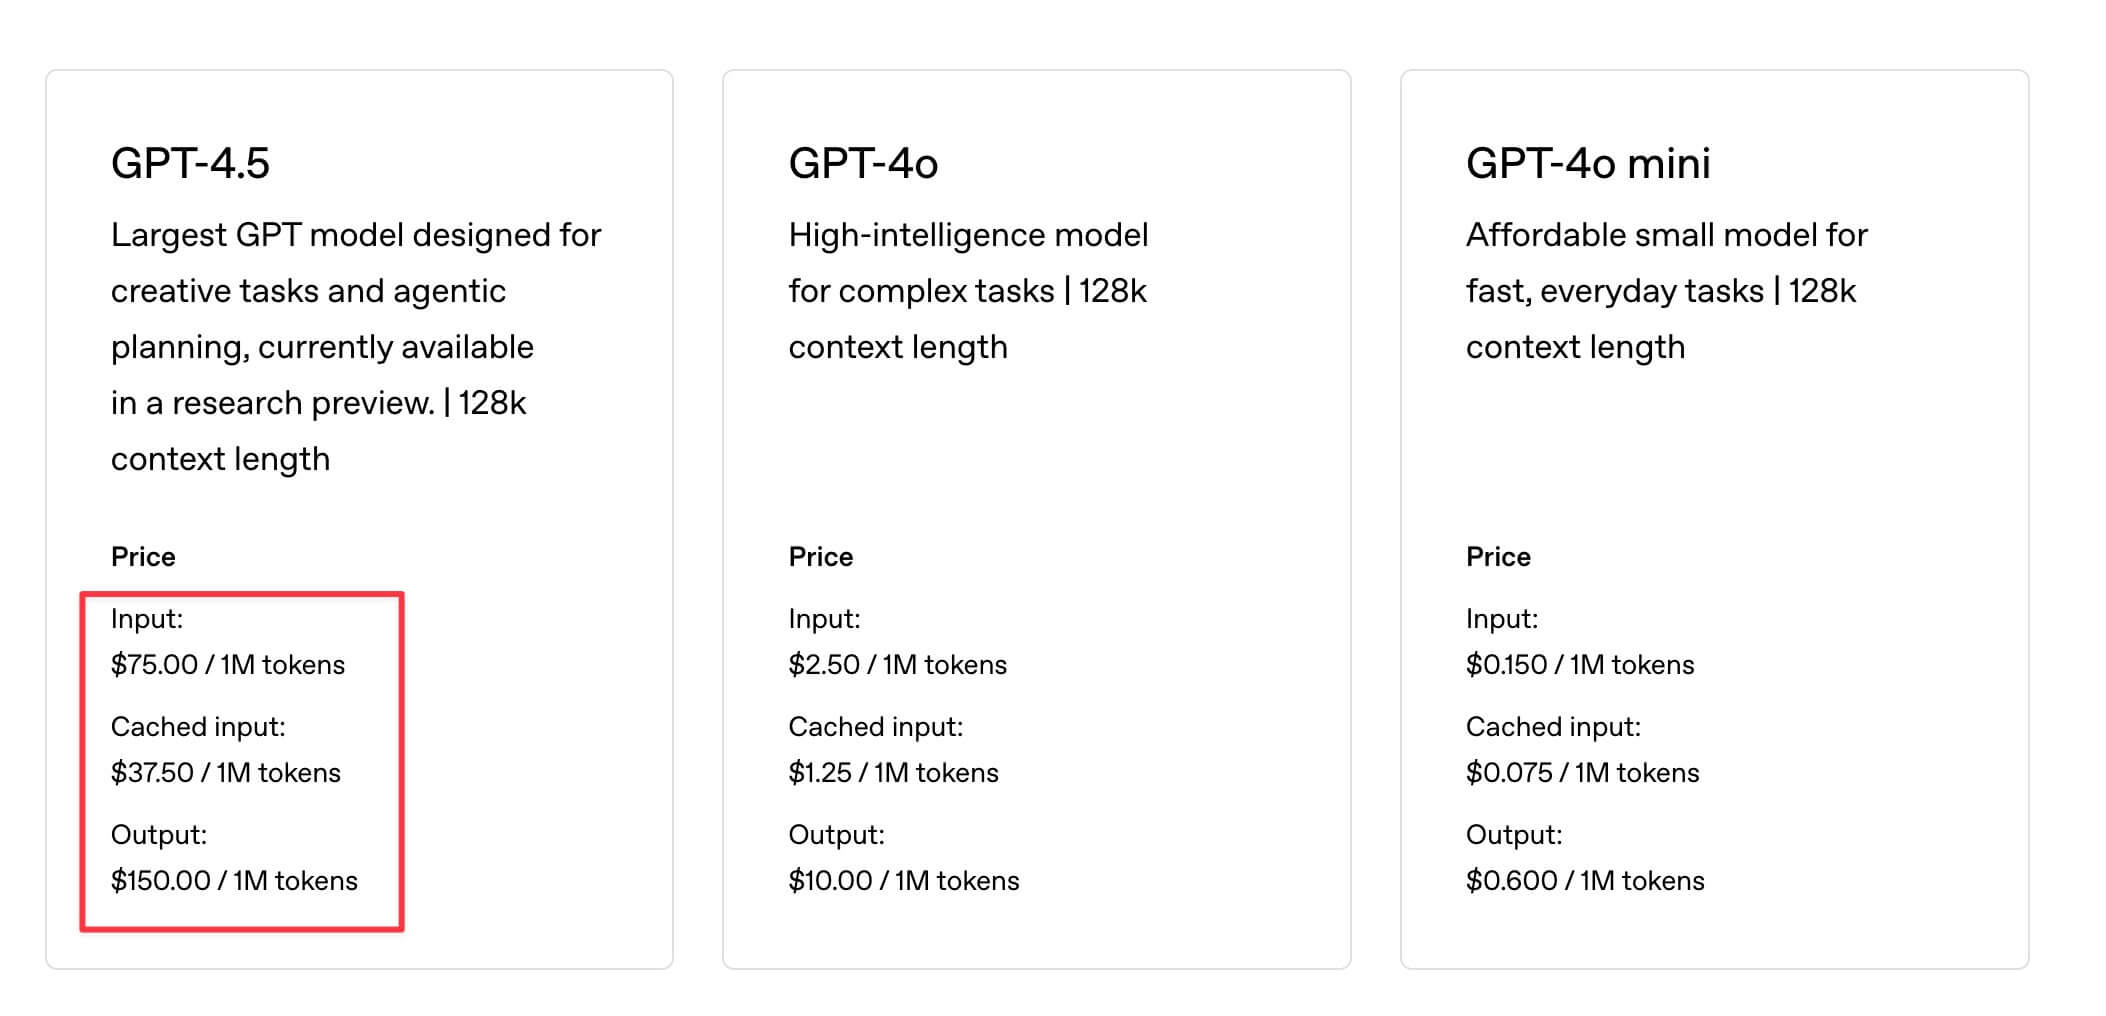 GPT-4.5
Largest GPT model designed for
creative tasks and agentic
planning, currently available
in a research preview. | 128k
context length
Price
Input:
$75.00 / 1M tokens
Cached input:
$37.50 / 1M tokens
Output:
$150.00 / 1M tokens
GPT-4o
High-intelligence model
for complex tasks | 128k
context length
Price
Input:
$2.50 / 1M tokens
Cached input:
$1.25 / 1M tokens
Output:
$10.00 / 1M tokens
GPT-4o mini
Affordable small model for
fast, everyday tasks | 128k
context length
Price
Input:
$0.150 / 1M tokens
Cached input:
$0.075 / 1M tokens
Output:
$0.600 / 1M tokens